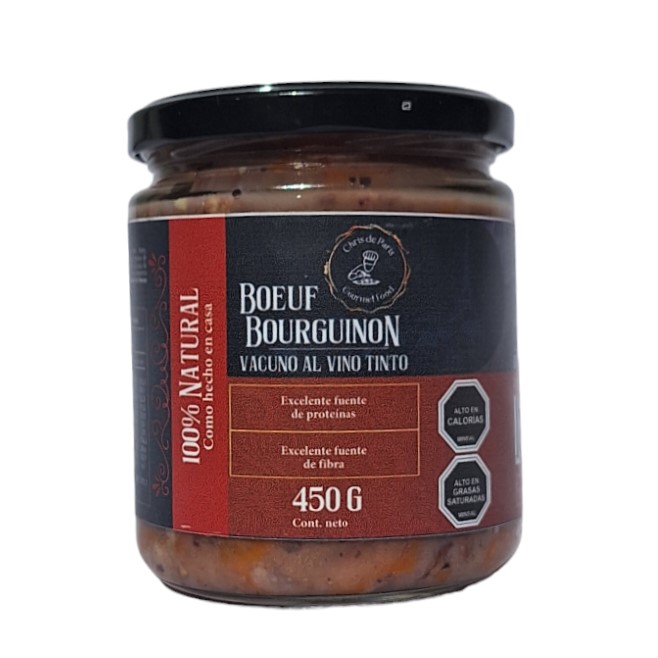 100% NATURAL
Como hecho en casa
Chris de Paris
Gourmet Food
BOEUF
BOURGUINON
VACUNO AL VINO TINTO
Excelente fuente
de proteínas
Excelente fuente
de fibra
450 G
Cont. neto
ALTO EN
CALORÍAS
MINSAL
ALTO EN
GRASAS
SATURADAS
MINSAL